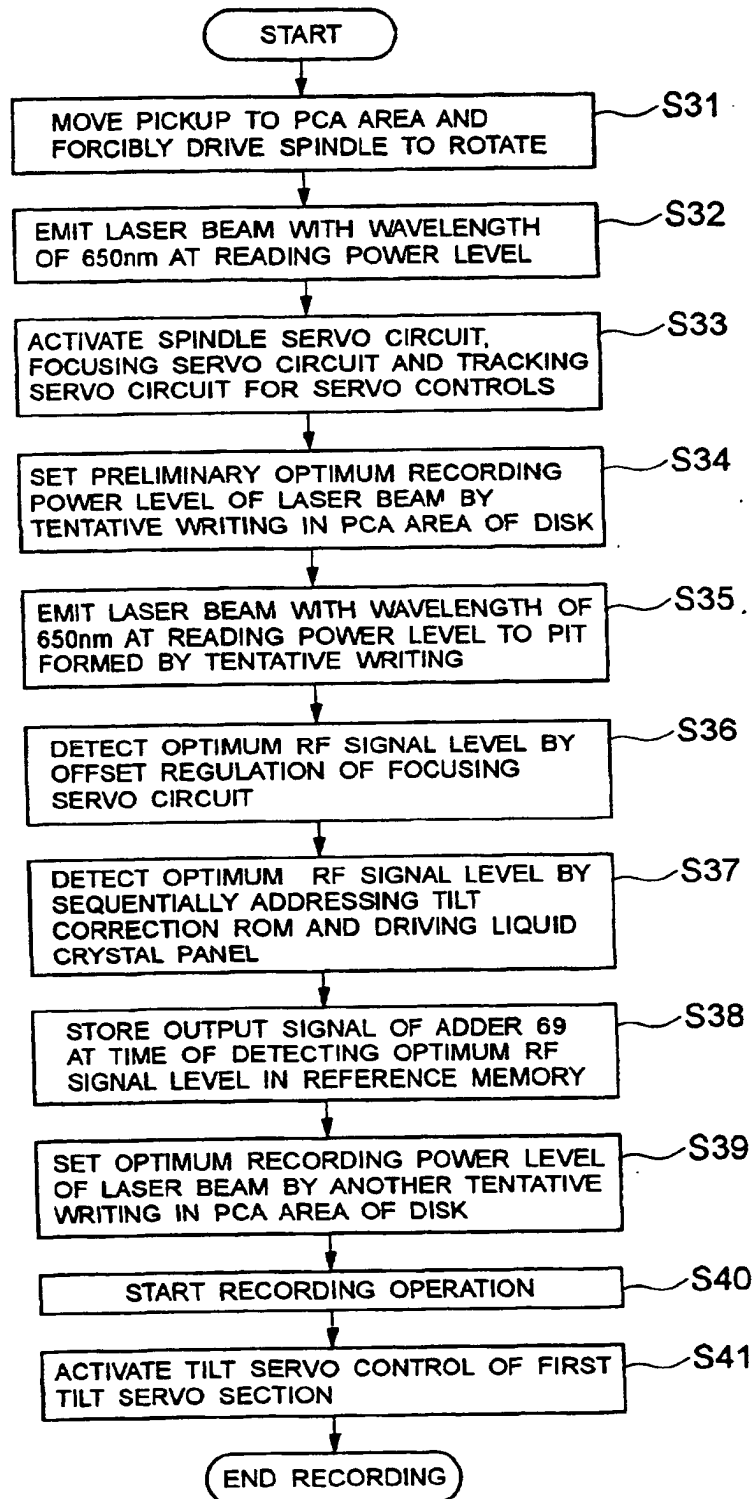 START
S31
MOVE PICKUP TO PCA AREA AND
FORCIBLY DRIVE SPINDLE TO ROTATE
S32
EMIT LASER BEAM WITH WAVELENGTH
OF 650nm AT READING POWER LEVEL
S33
ACTIVATE SPINDLE SERVO CIRCUIT,
FOCUSING SERVO CIRCUIT AND TRACKING
SERVO CIRCUIT FOR SERVO CONTROLS
S34
SET PRELIMINARY OPTIMUM RECORDING
POWER LEVEL OF LASER BEAM BY
TENTATIVE WRITING IN PCA AREA OF DISK
S35
EMIT LASER BEAM WITH WAVELENGTH OF
650nm AT READING POWER LEVEL TO PIT
FORMED BY TENTATIVE WRITING
S36
DETECT OPTIMUM RF SIGNAL LEVEL BY
OFFSET REGULATION OF FOCUSING
SERVO CIRCUIT
S37
DETECT OPTIMUM RF SIGNAL LEVEL BY
SEQUENTIALLY ADDRESSING TILT
CORRECTION ROM AND DRIVING LIQUID
CRYSTAL PANEL
S38
STORE OUTPUT SIGNAL OF ADDER 69
AT TIME OF DETECTING OPTIMUM RF
SIGNAL LEVEL IN REFERENCE MEMORY
S39
SET OPTIMUM RECORDING POWER LEVEL
OF LASER BEAM BY ANOTHER TENTATIVE
WRITING IN PCA AREA OF DISK
S40
START RECORDING OPERATION
S41
ACTIVATE TILT SERVO CONTROL OF FIRST
TILT SERVO SECTION
END RECORDING